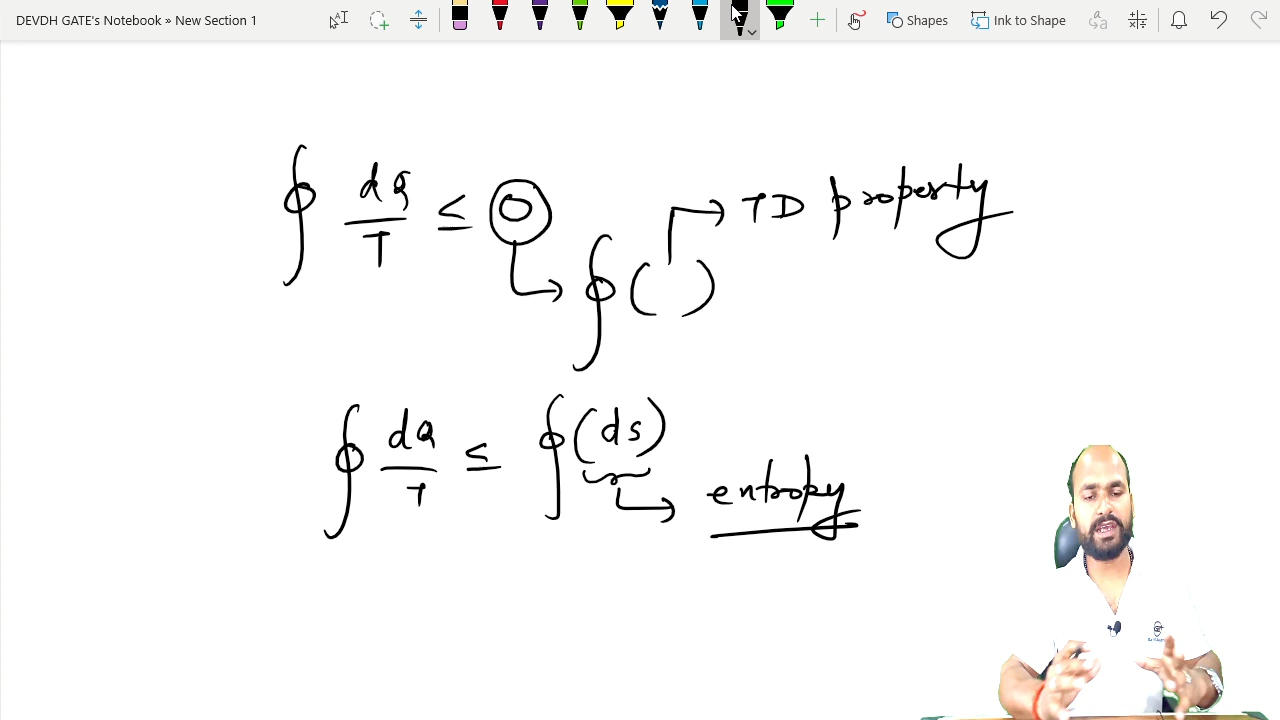 DEVDH GATE's Notebook » New Section 1
Shapes
Ink to Shape
∮ dQ/T ≤ 0
→ ∮ ( ) → TD property
∮ dQ/T ≤ ∮ (ds)
→ entropy